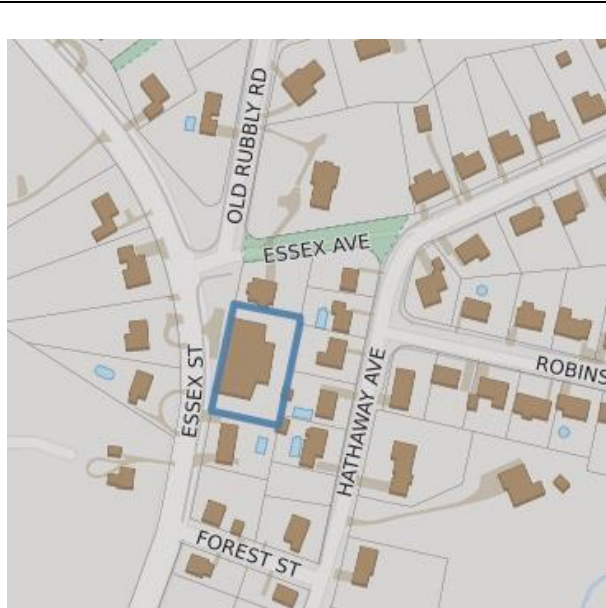 OLD RUBBLY RD
ESSEX AVE
ESSEX ST
HATHAWAY AVE
ROBINS
FOREST ST